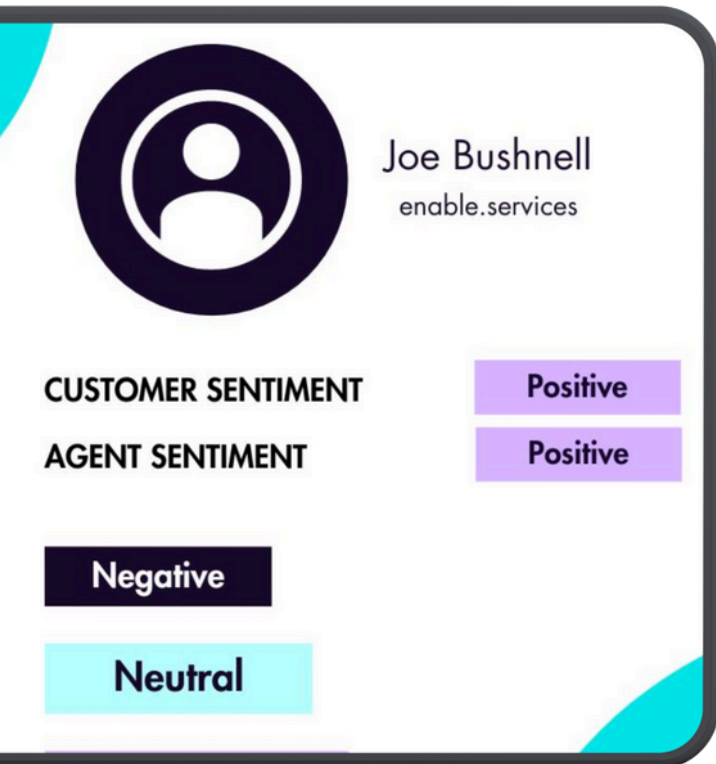 Joe Bushnell
enable.services
CUSTOMER SENTIMENT Positive
AGENT SENTIMENT Positive
Negative
Neutral